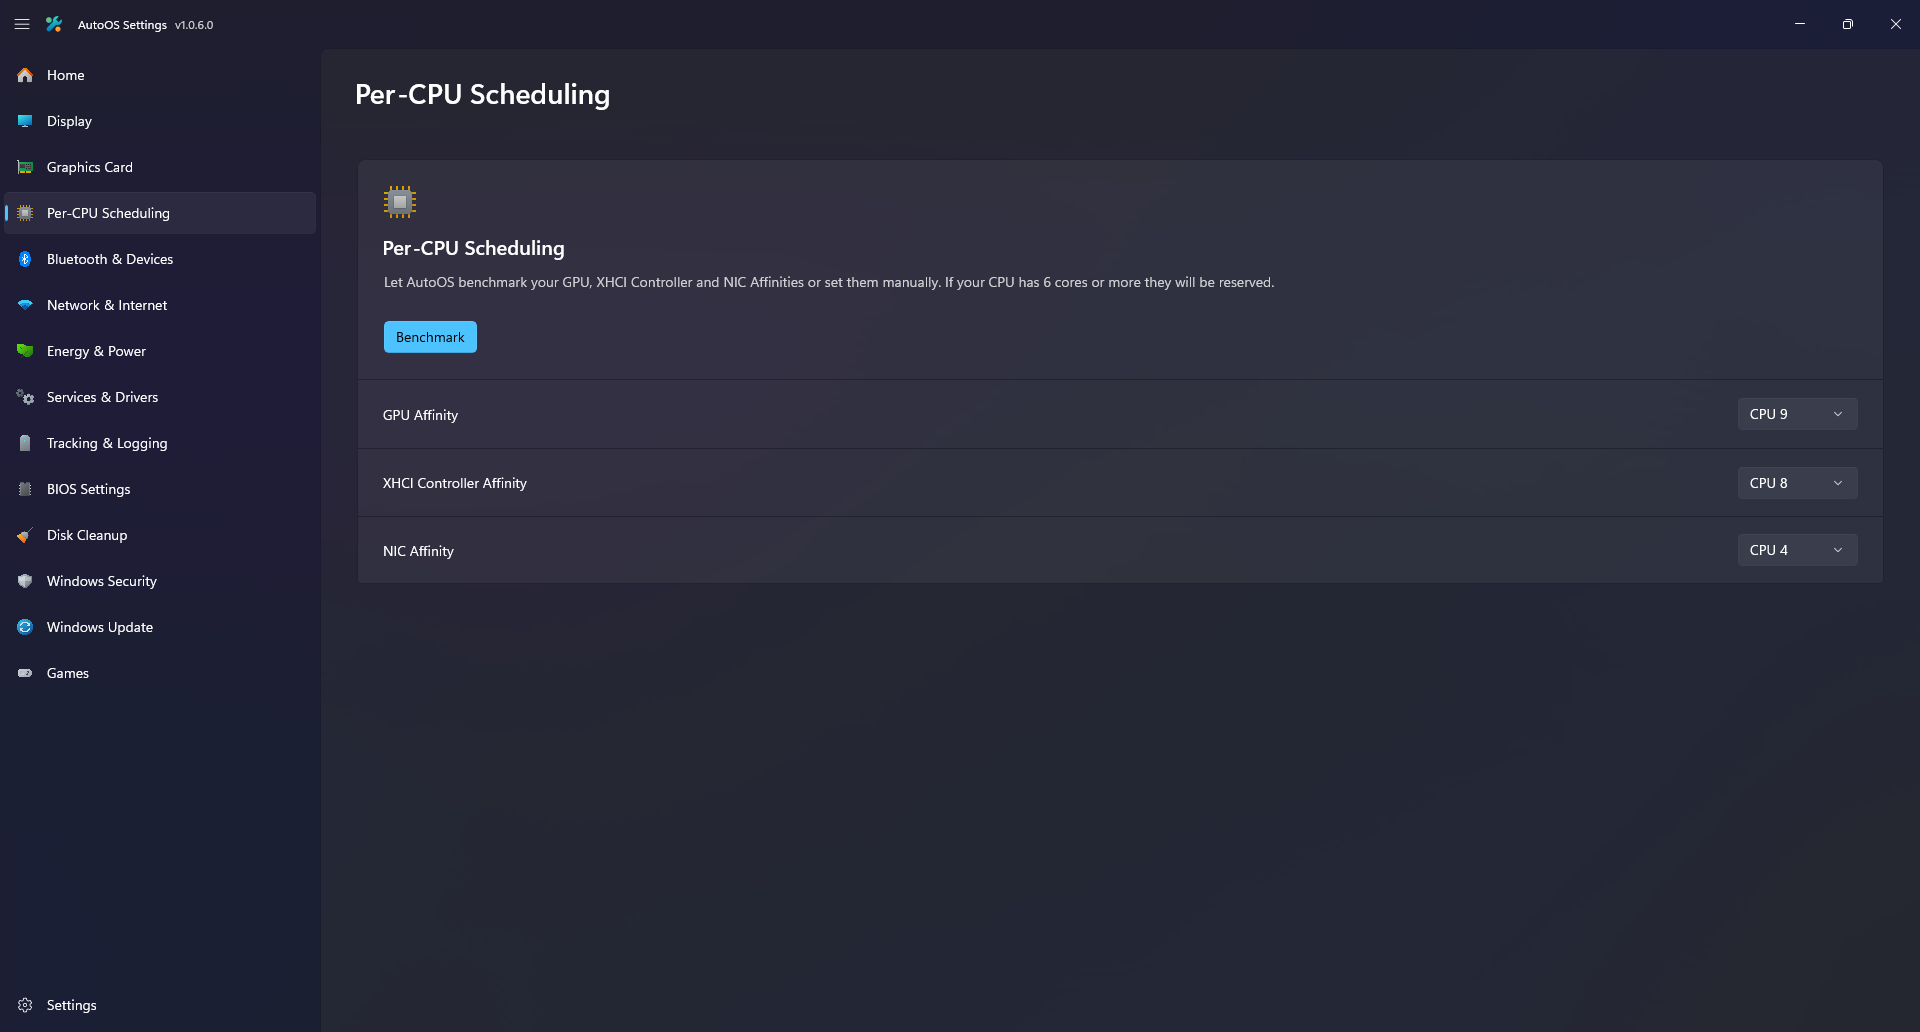 AutoOS Settings v1.0.6.0
Home
Display
Graphics Card
Per-CPU Scheduling
Bluetooth & Devices
Network & Internet
Energy & Power
Services & Drivers
Tracking & Logging
BIOS Settings
Disk Cleanup
Windows Security
Windows Update
Games
Settings
Per-CPU Scheduling
Per-CPU Scheduling
Let AutoOS benchmark your GPU, XHCI Controller and NIC Affinities or set them manually. If your CPU has 6 cores or more they will be reserved.
Benchmark
GPU Affinity
CPU 9
XHCI Controller Affinity
CPU 8
NIC Affinity
CPU 4